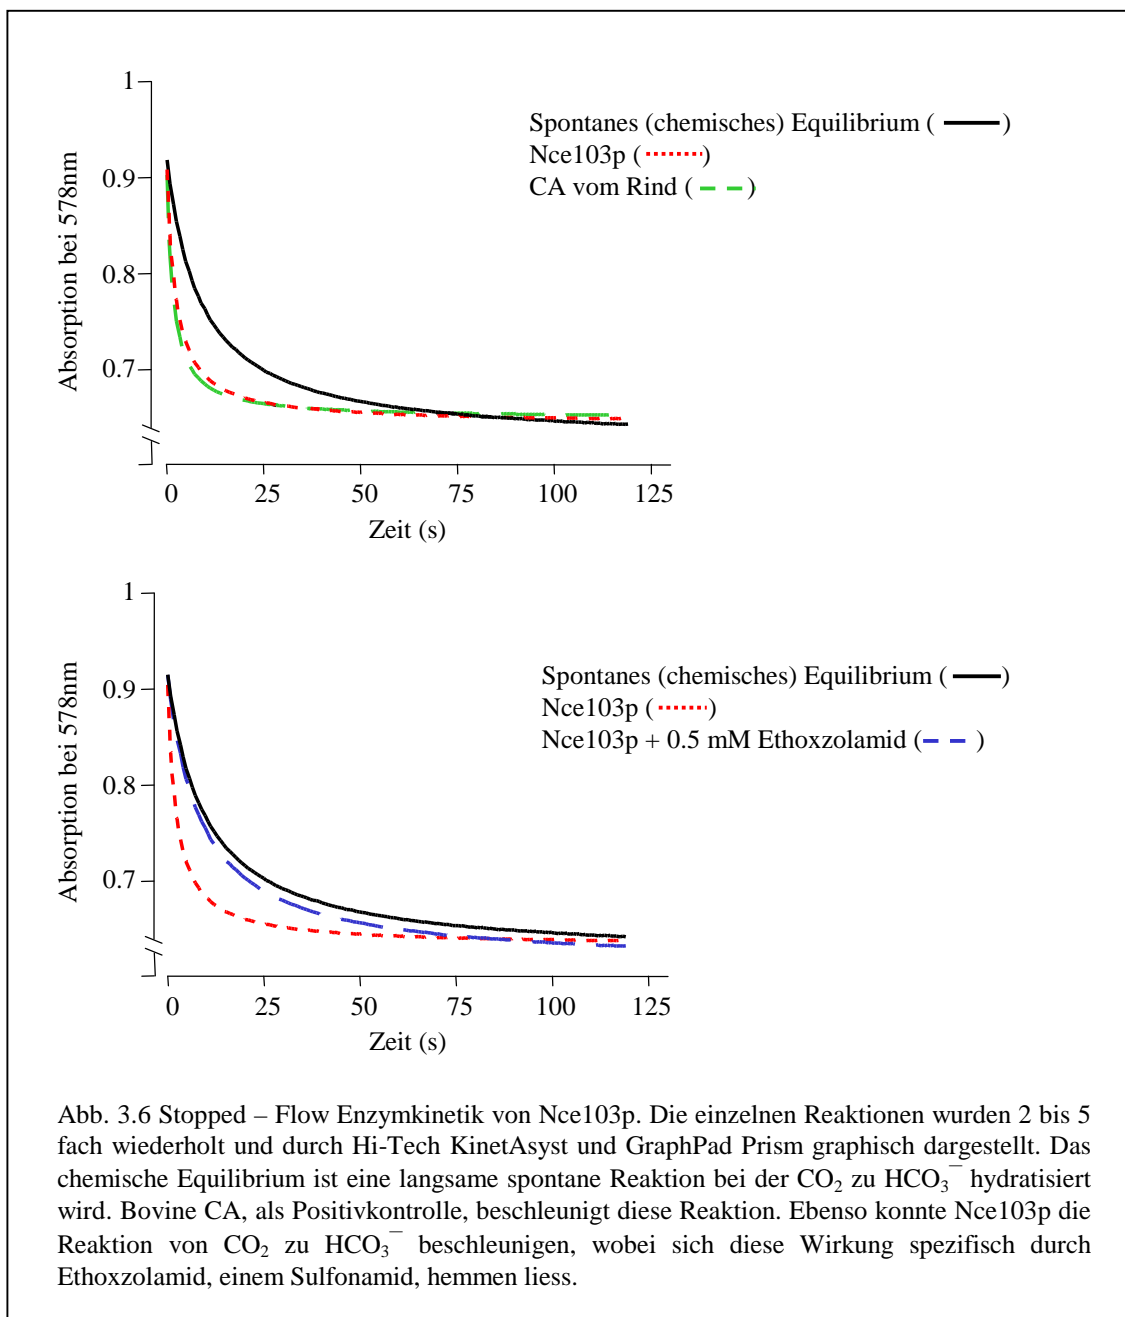 1
0.9
0.8
0.7
Absorption bei 578nm
Spontanes (chemisches) Equilibrium ( )
Nce103p ( )
CA vom Rind ( )
0 25 50 75 100 125
Zeit (s)
1
0.9
0.8
0.7
Absorption bei 578nm
Spontanes (chemisches) Equilibrium ( )
Nce103p ( )
Nce103p + 0.5 mM Ethoxzolamid ( )
0 25 50 75 100 125
Zeit (s)
Abb. 3.6 Stopped – Flow Enzymkinetik von Nce103p. Die einzelnen Reaktionen wurden 2 bis 5
fach wiederholt und durch Hi-Tech KinetAsyst und GraphPad Prism graphisch dargestellt. Das
chemische Equilibrium ist eine langsame spontane Reaktion bei der CO₂ zu HCO₃⁻ hydratisiert
wird. Bovine CA, als Positivkontrolle, beschleunigt diese Reaktion. Ebenso konnte Nce103p die
Reaktion von CO₂ zu HCO₃⁻ beschleunigen, wobei sich diese Wirkung spezifisch durch
Ethoxzolamid, einem Sulfonamid, hemmen liess.